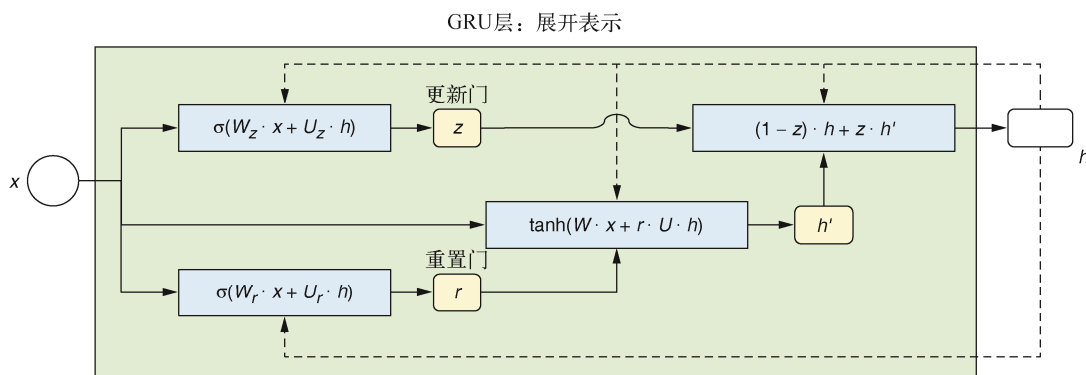 GRU层：展开表示
更新门
σ(W_z · x + U_z · h)
z
(1 − z) · h + z · h'
x
h
tanh(W · x + r · U · h)
h'
重置门
σ(W_r · x + U_r · h)
r